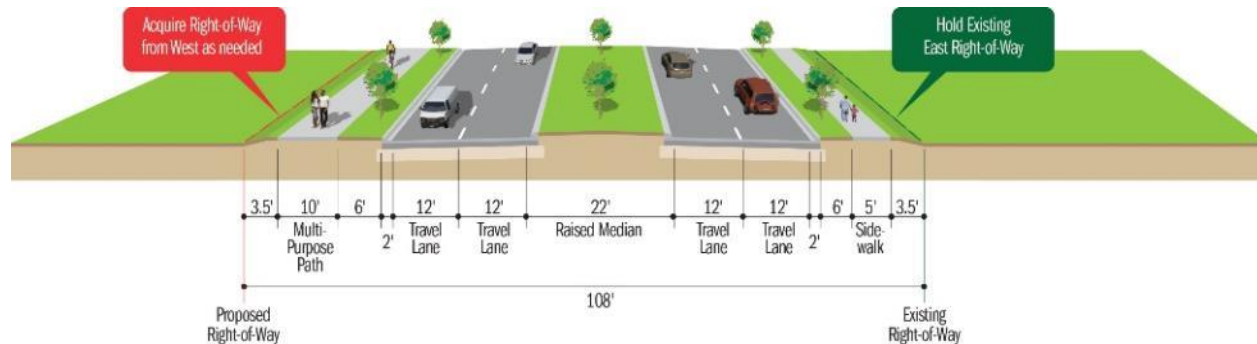 Acquire Right-of-Way
from West as needed
Hold Existing
East Right-of-Way
3.5' 10' 6' 12' 12' 22' 12' 12' 6' 5' 3.5'
2' 2'
Multi-
Purpose
Path
Travel
Lane
Travel
Lane
Raised Median
Travel
Lane
Travel
Lane
Side-
walk
108'
Proposed
Right-of-Way
Existing
Right-of-Way